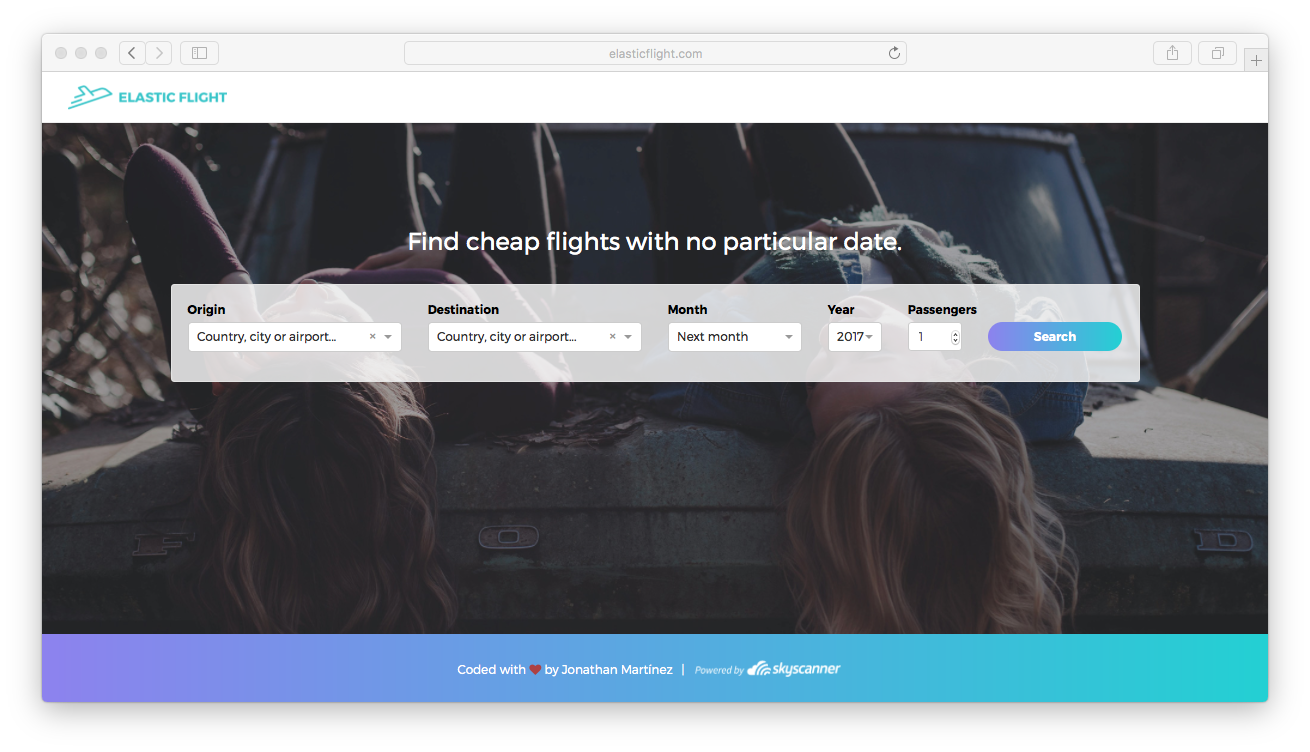 elasticflight.com
ELASTIC FLIGHT
Find cheap flights with no particular date.
Origin Destination Month Year Passengers
Country, city or airport... × Country, city or airport... × Next month 2017 1 Search
F O D
Coded with ❤ by Jonathan Martínez | Powered by skyscanner